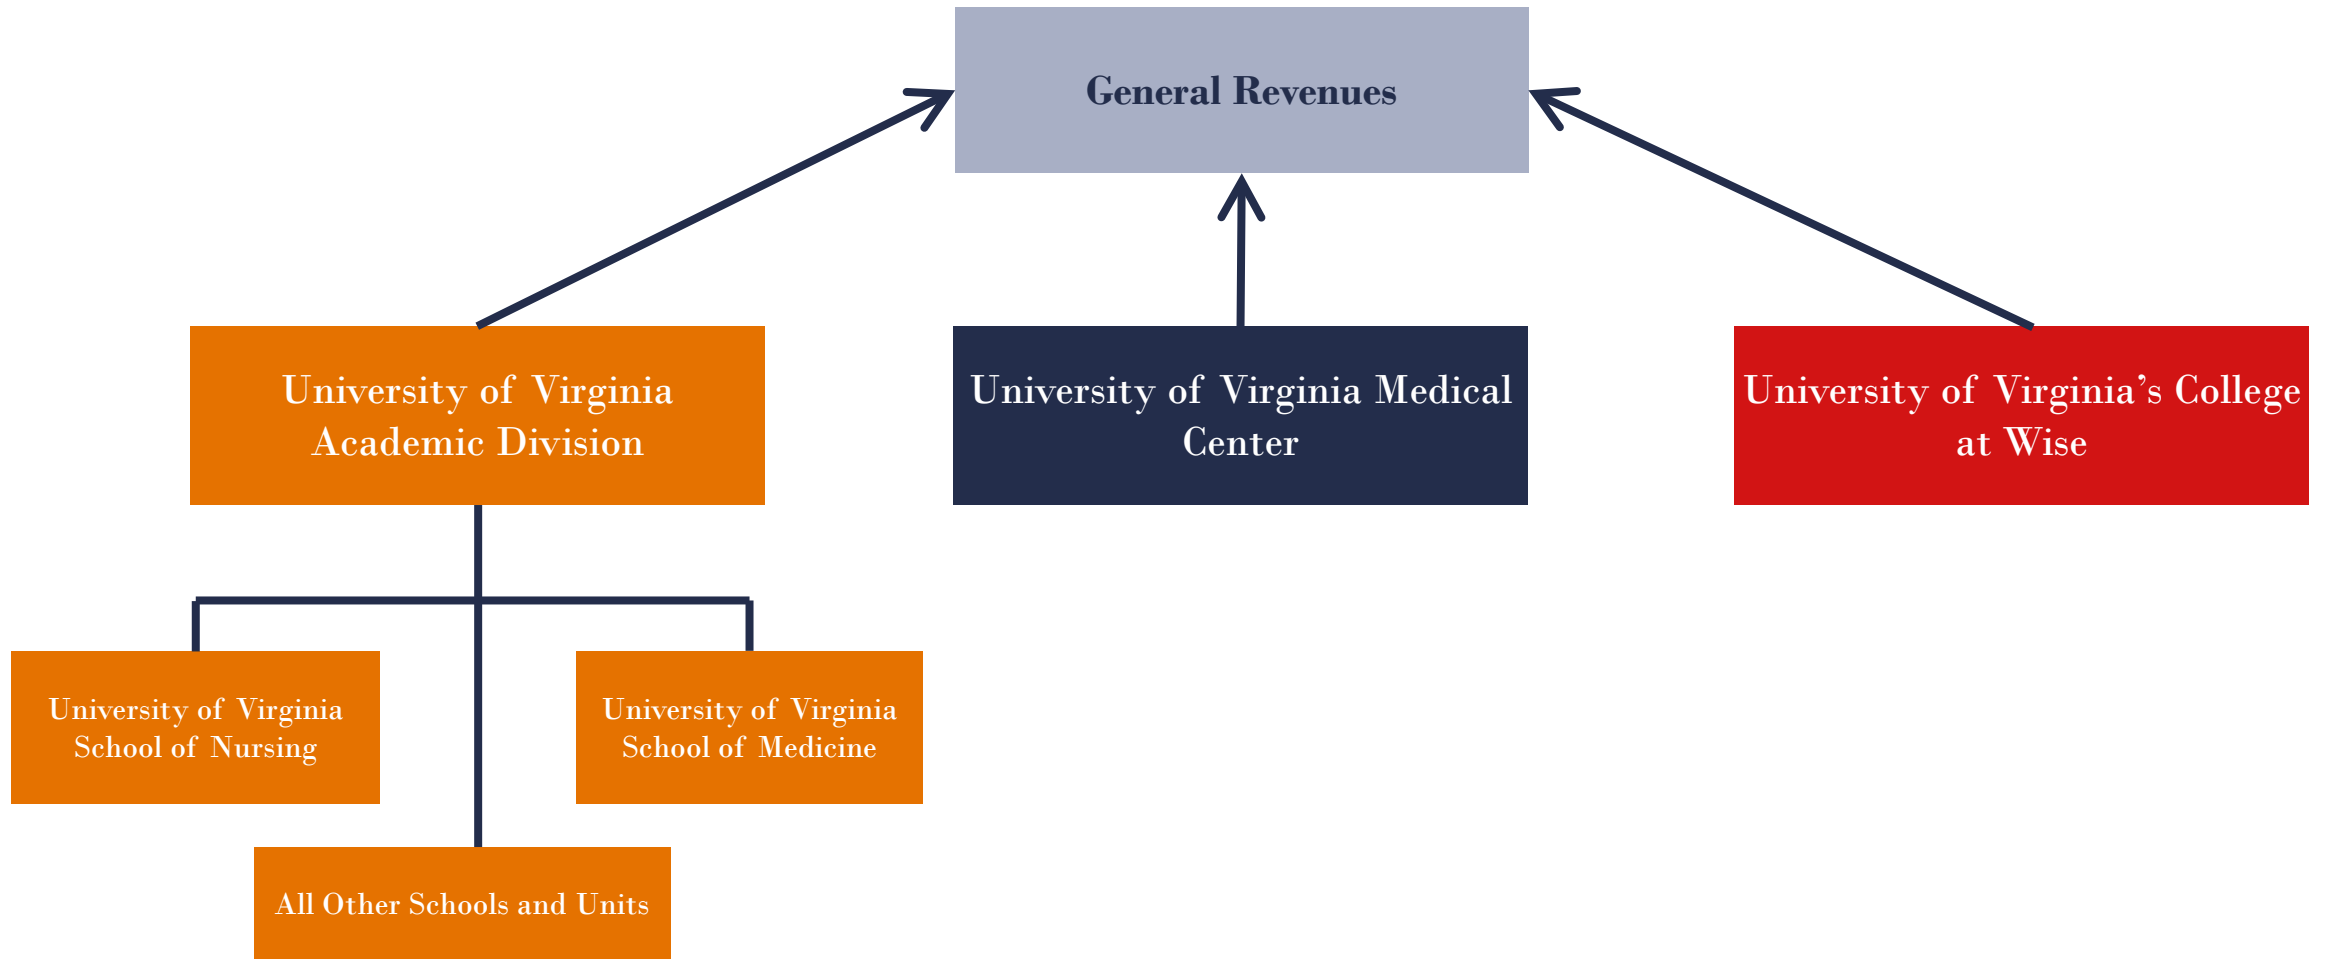 General Revenues
University of Virginia
Academic Division
University of Virginia Medical
Center
University of Virginia’s College
at Wise
University of Virginia
School of Nursing
University of Virginia
School of Medicine
All Other Schools and Units